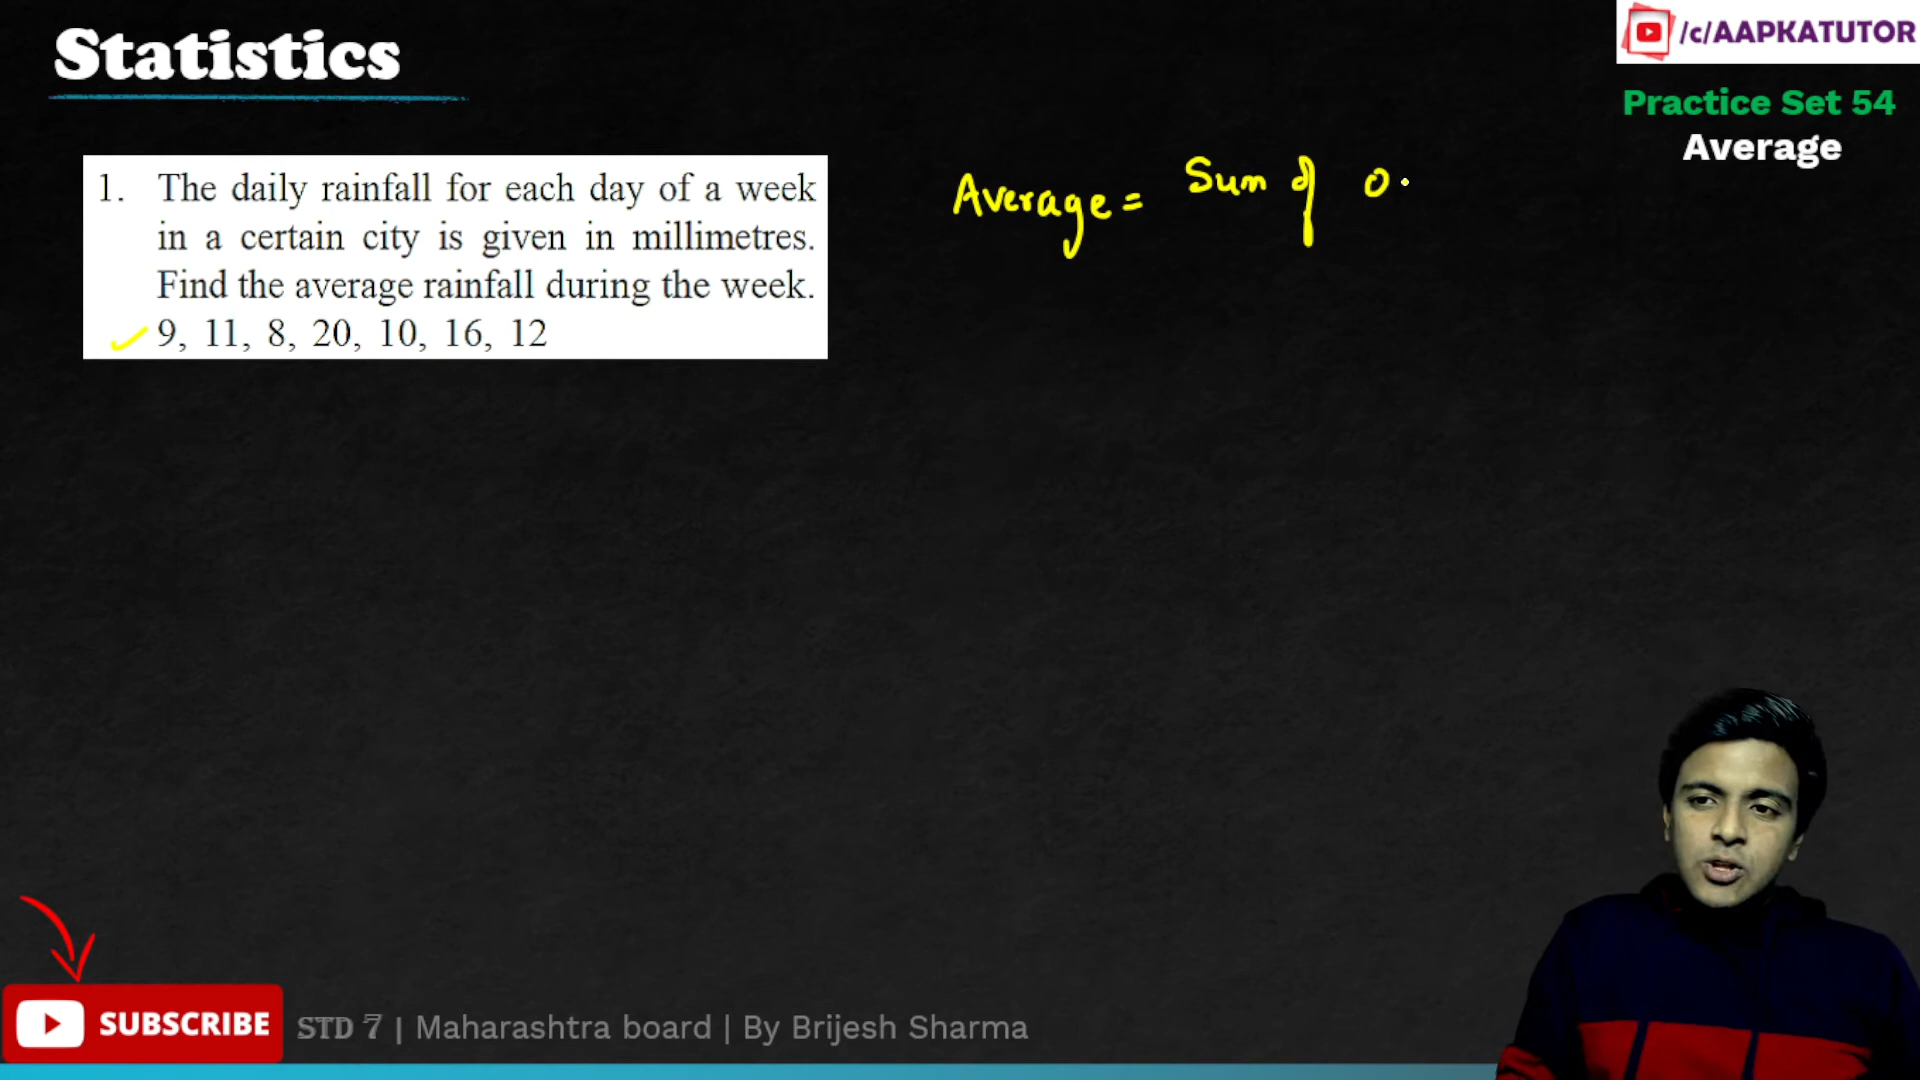 Statistics
/c/AAPKATUTOR
Practice Set 54
Average
1. The daily rainfall for each day of a week
in a certain city is given in millimetres.
Find the average rainfall during the week.
9, 11, 8, 20, 10, 16, 12
Average = Sum of o
SUBSCRIBE
STD 7 | Maharashtra board | By Brijesh Sharma